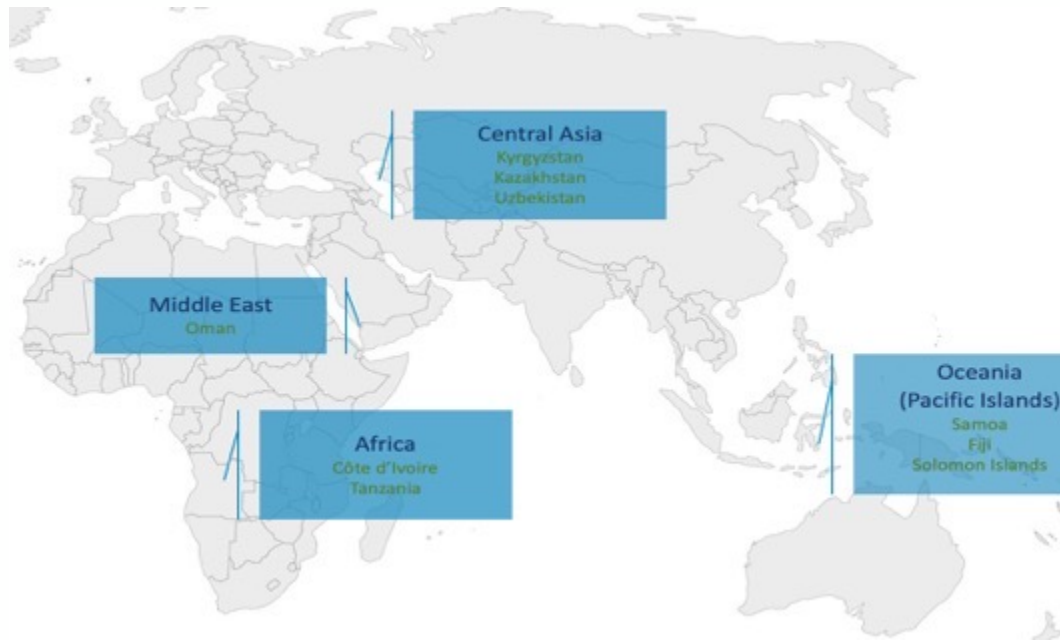 Central Asia
Kyrgyzstan
Kazakhstan
Uzbekistan
Middle East
Oman
Africa
Côte d'Ivoire
Tanzania
Oceania
(Pacific Islands)
Samoa
Fiji
Solomon Islands